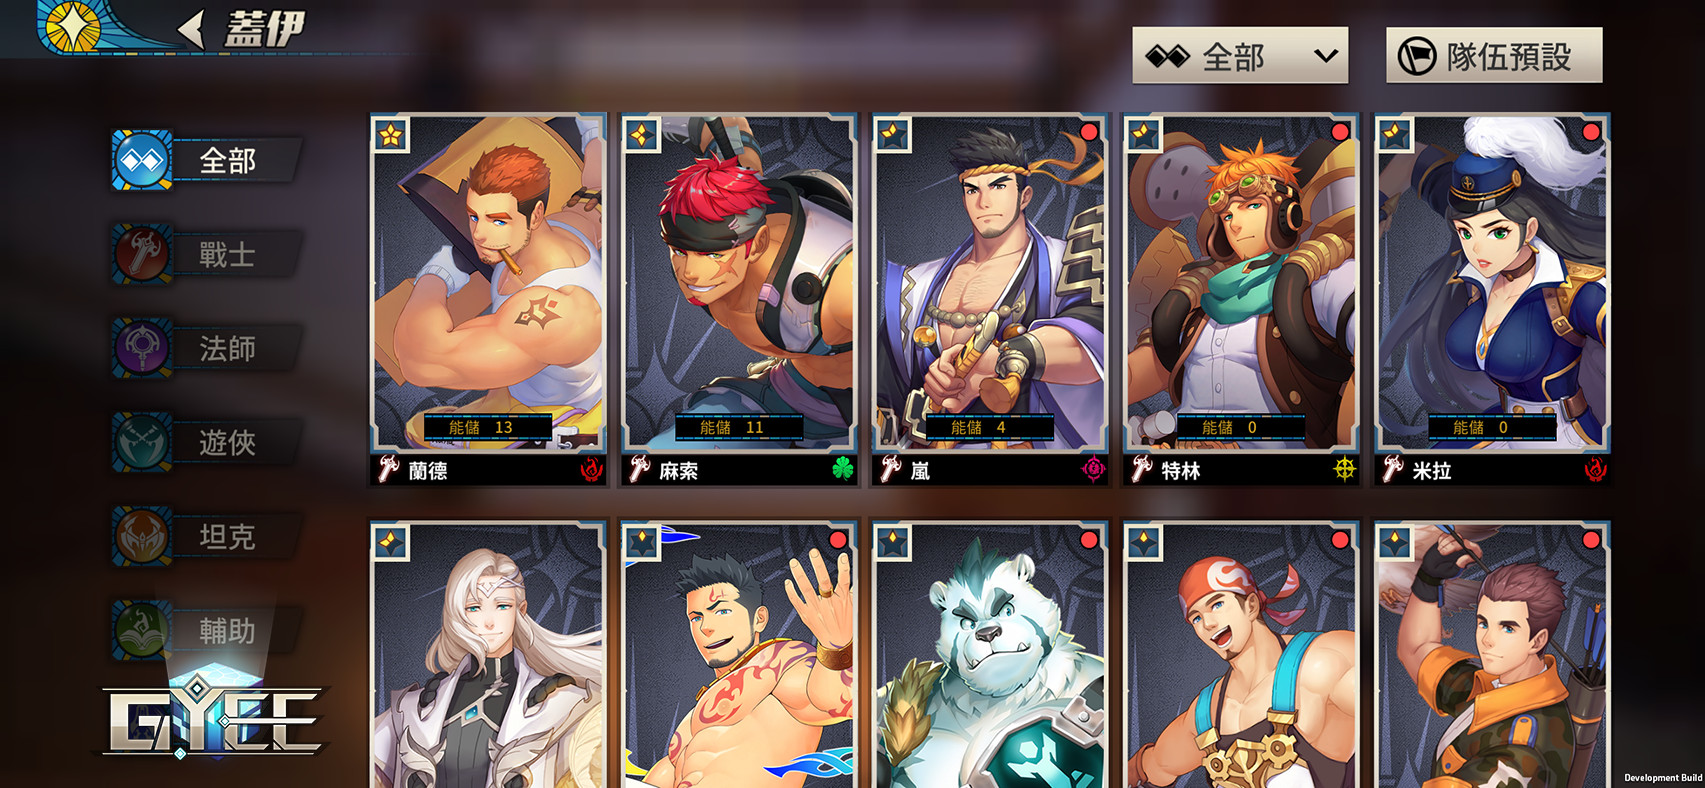 蓋伊
全部
隊伍預設
全部
戰士
法師
遊俠
坦克
輔助
能儲 13
能儲 11
能儲 4
能儲 0
能儲 0
蘭德
麻索
嵐
特林
米拉
GYEE
Development Build